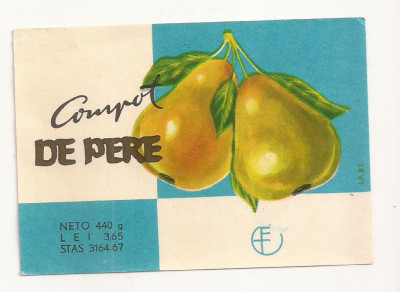 Compot
DE PERE
NETO 440 g
LEI 3,65
STAS 3164-67